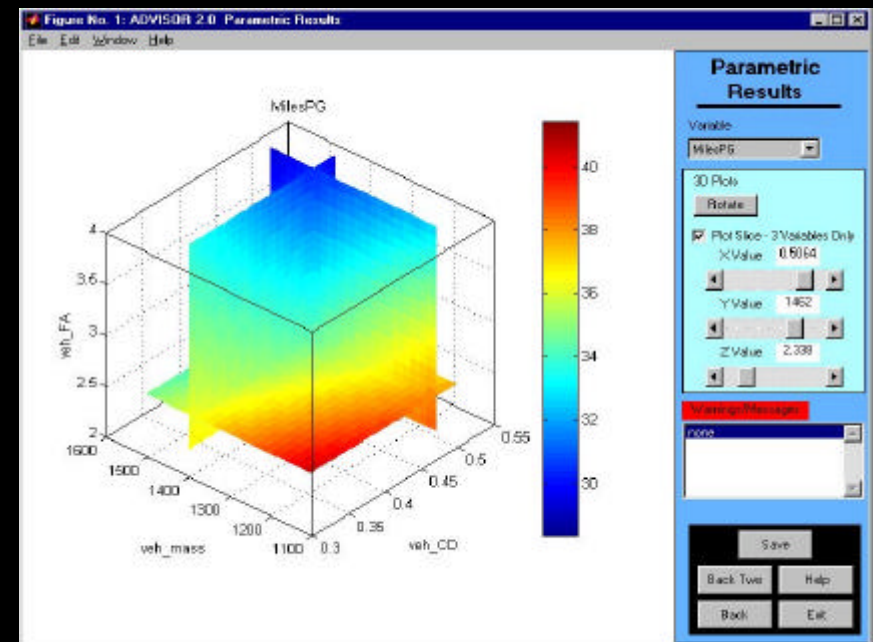 Figure No. 1: ADVISOR 2.0 Parametric Results
File Edit Window Help
MilesPG
veh_FA
4
3.5
3
2.5
2
1600
1500
1400
1300
1200
1100
veh_mass
0.3
0.35
0.4
0.45
0.5
0.55
veh_CD
40
38
36
34
32
30
Parametric
Results
Variable
MilesPG
3D Plots
Rotate
Plot Slice - 3 Variables Only
X Value 0.5064
Y Value 1462
Z Value 2.338
Warnings/Messages
none
Save
Back Two Help
Back Exit